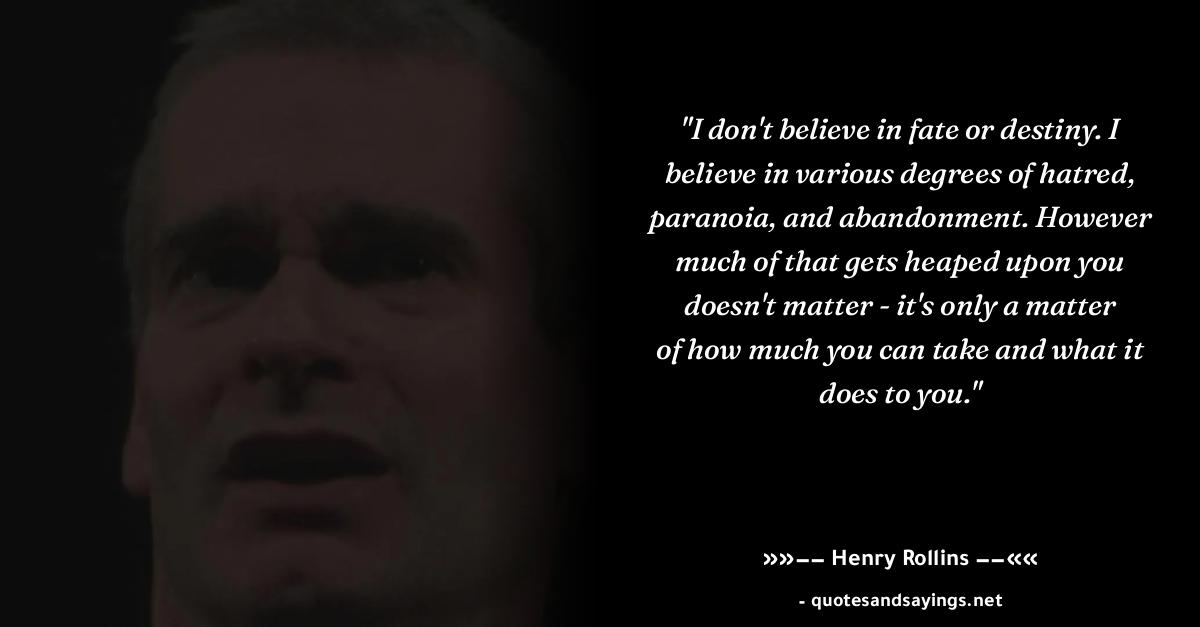 "I don't believe in fate or destiny. I
believe in various degrees of hatred,
paranoia, and abandonment. However
much of that gets heaped upon you
doesn't matter - it's only a matter
of how much you can take and what it
does to you."
»»−− Henry Rollins −−««
- quotesandsayings.net